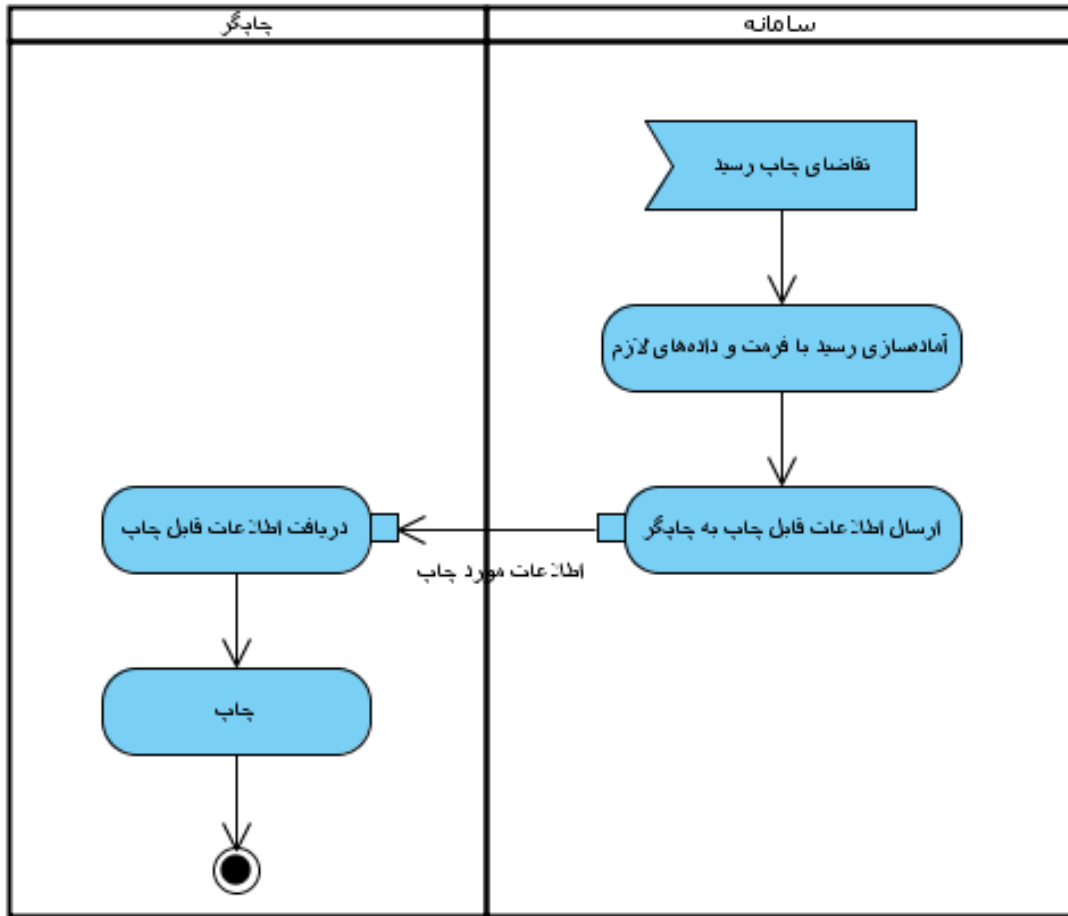 سامانه
چاپگر
تقاضای چاپ رسید
آماده‌سازی رسید با فرمت و داده‌های لازم
ارسال اطلاعات قابل چاپ به چاپگر
دریافت اطلاعات قابل چاپ
اطلاعات مورد چاپ
چاپ